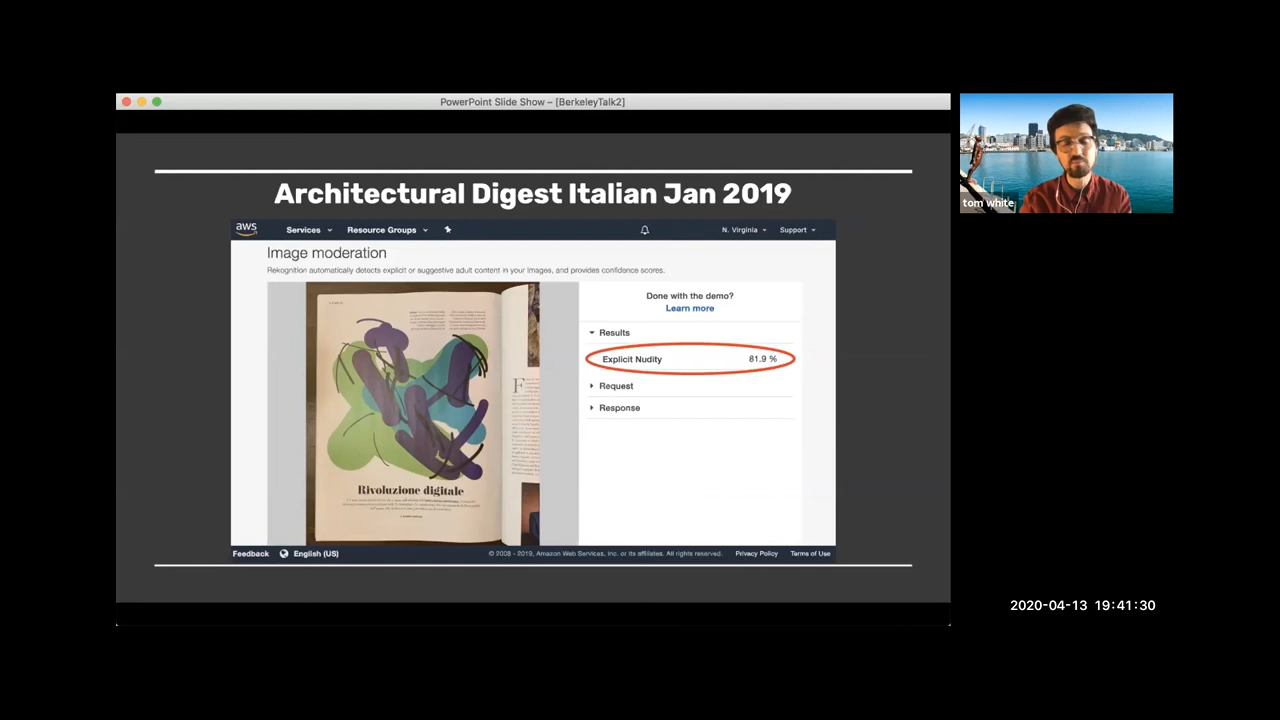 PowerPoint Slide Show – [BerkeleyTalk2]
tom white
Architectural Digest Italian Jan 2019
aws Services Resource Groups N. Virginia Support
Image moderation
Rekognition automatically detects explicit or suggestive adult content in your images, and provides confidence scores.
Done with the demo?
Learn more
Results
Explicit Nudity 81.9 %
Request
Response
F
Rivoluzione digitale
Feedback English (US) © 2008 - 2019, Amazon Web Services, Inc. or its affiliates. All rights reserved. Privacy Policy Terms of Use
2020-04-13 19:41:30